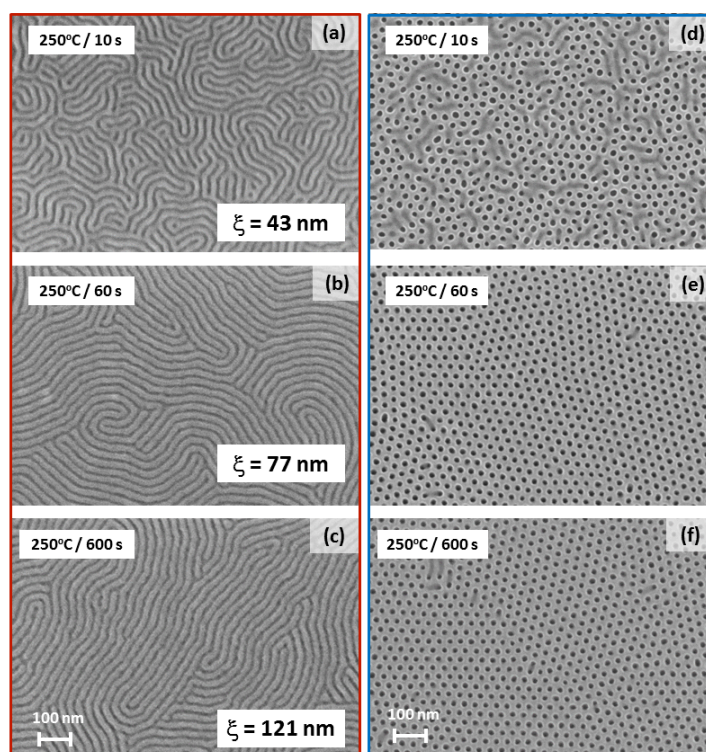 250°C / 10 s
(a)
ξ = 43 nm
250°C / 60 s
(b)
ξ = 77 nm
250°C / 600 s
(c)
100 nm
ξ = 121 nm
250°C / 10 s
(d)
250°C / 60 s
(e)
250°C / 600 s
(f)
100 nm